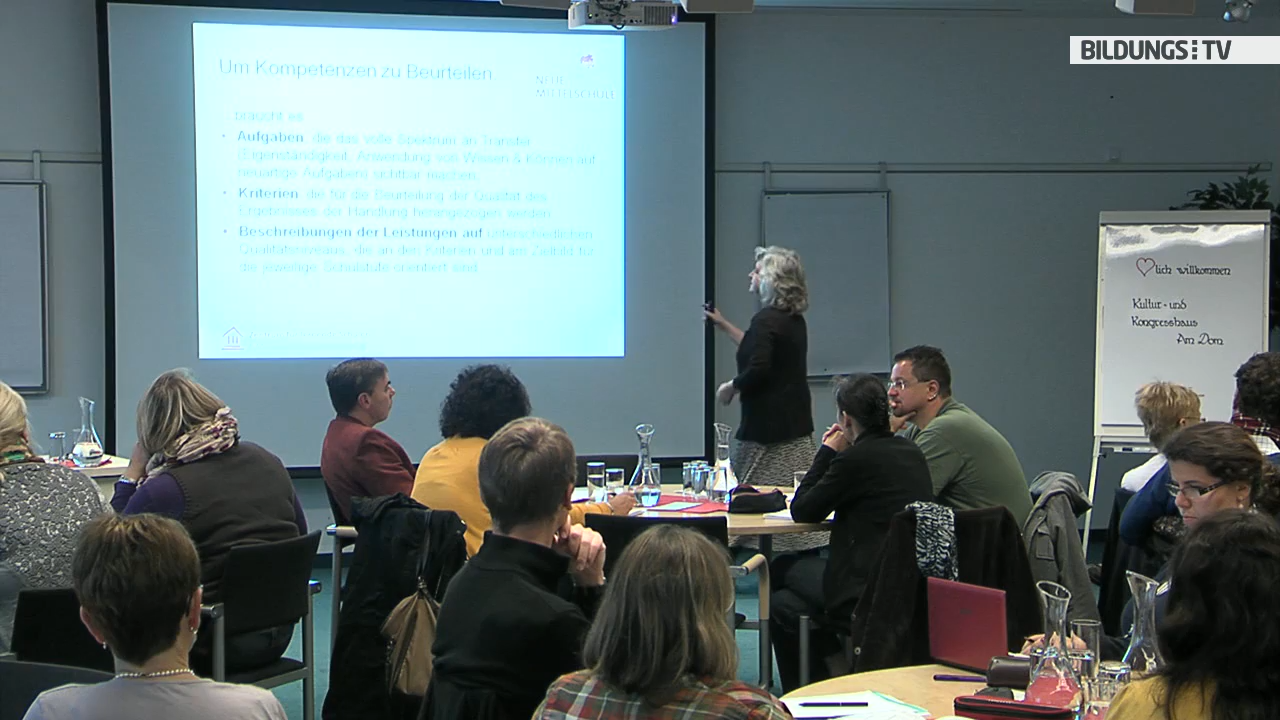 BILDUNGS TV
Um Kompetenzen zu Beurteilen
NEUE
MITTELSCHULE
braucht es
Aufgaben, die das volle Spektrum an Transfer
(Eigenständigkeit, Anwendung von Wissen & Können auf
neuartige Aufgaben) sichtbar machen
Kriterien, die für die Beurteilung der Qualität des
Ergebnisses der Handlung herangezogen werden
Beschreibungen der Leistungen auf unterschiedlichen
Qualitätsniveaus, die an den Kriterien und am Zielbild für
die jeweilige Schulstufe orientiert sind
lich willkommen
Kultur- und
Kongresshaus
Am Dom